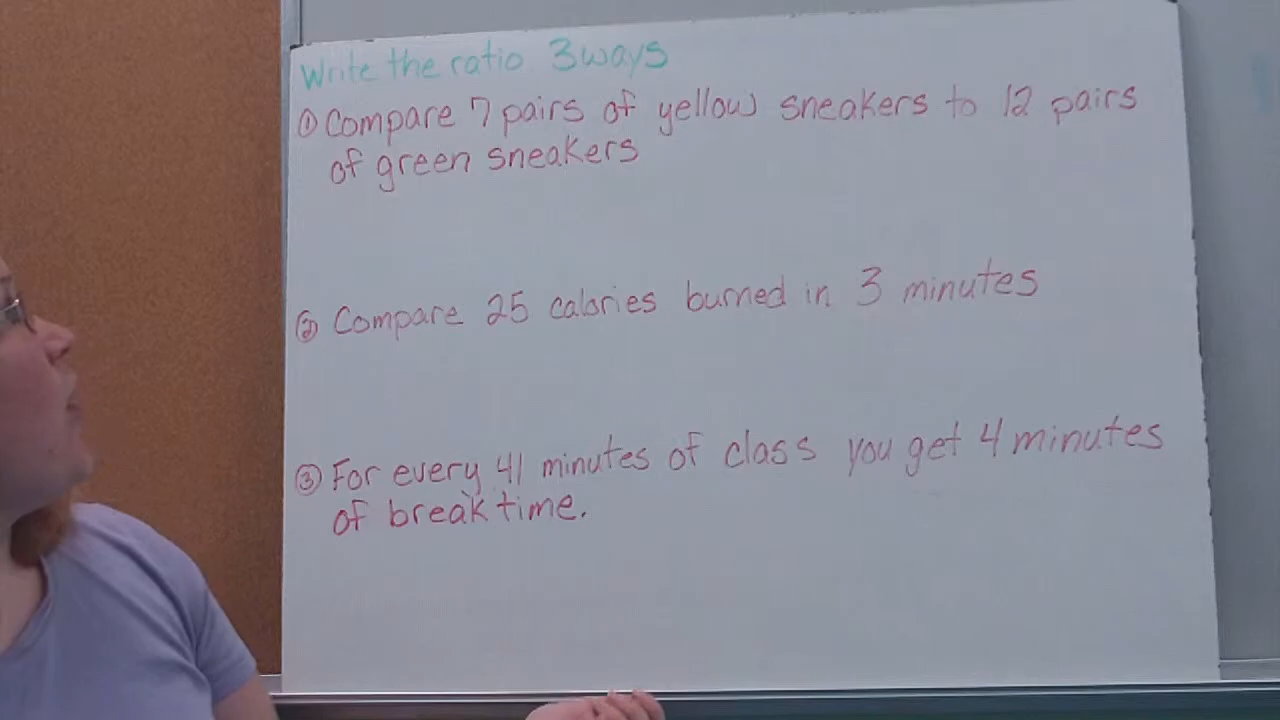 Write the ratio 3 ways
① Compare 7 pairs of yellow sneakers to 12 pairs
of green sneakers
② Compare 25 calories burned in 3 minutes
③ For every 41 minutes of class you get 4 minutes
of break time.